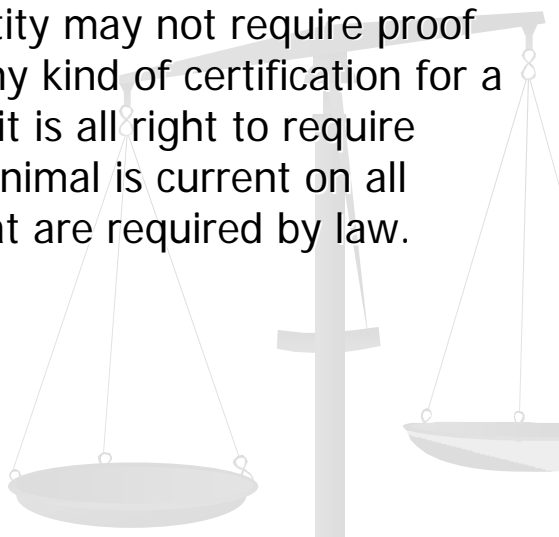 tity may not require proof
ny kind of certification for a
it is all right to require
nimal is current on all
at are required by law.